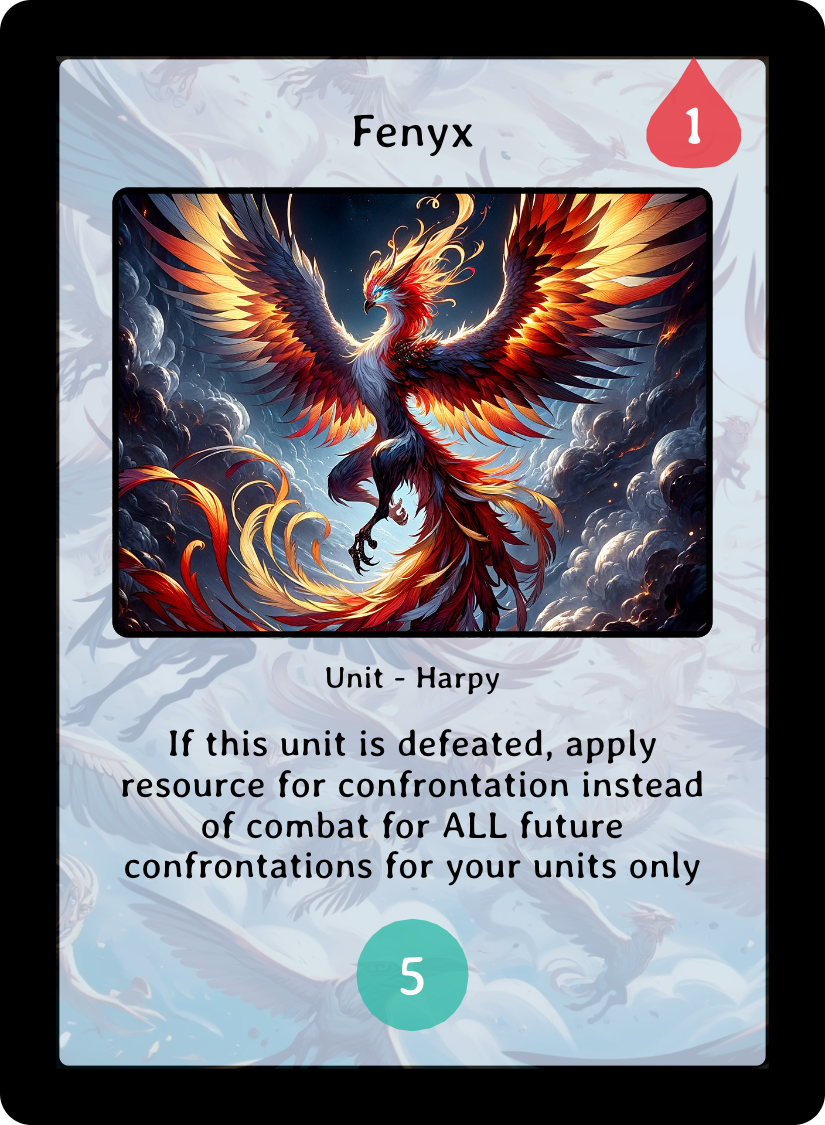 Fenyx
1
Unit - Harpy
If this unit is defeated, apply
resource for confrontation instead
of combat for ALL future
confrontations for your units only
5